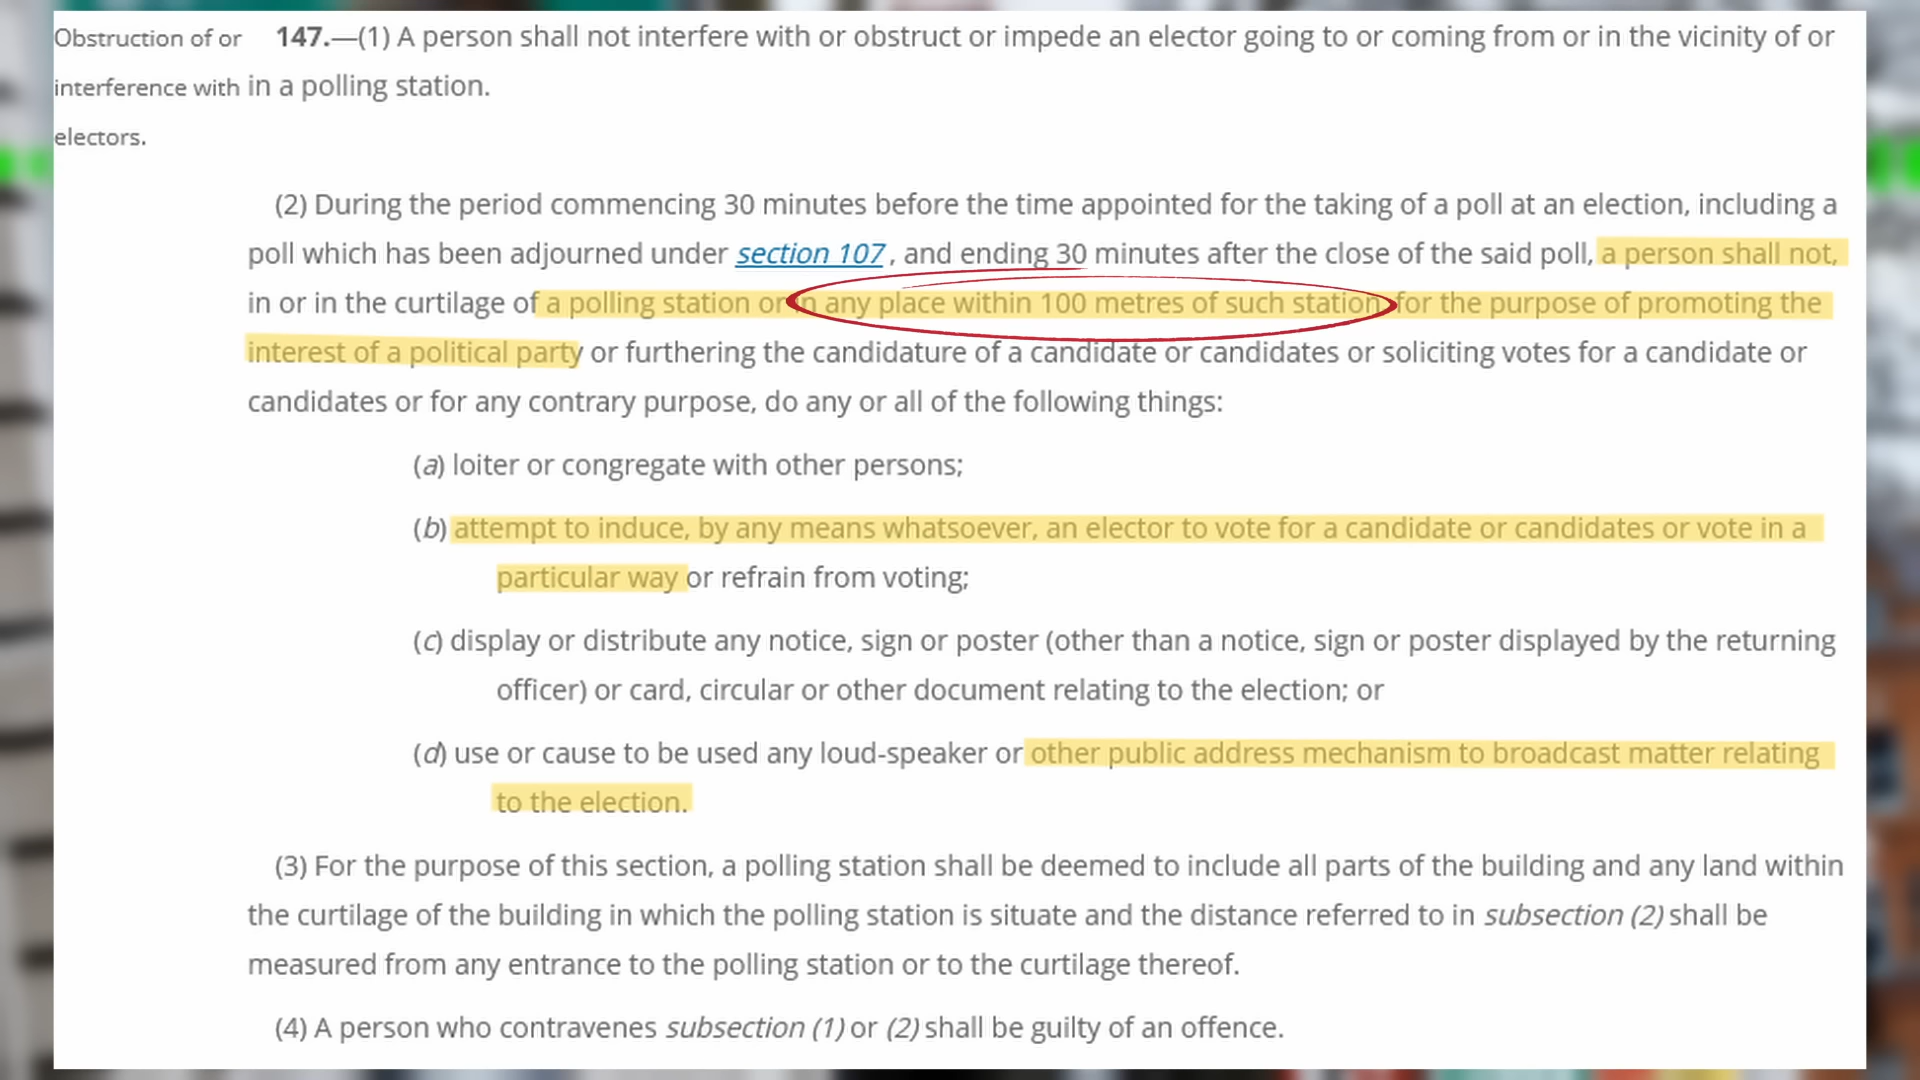 Obstruction of or 147.—(1) A person shall not interfere with or obstruct or impede an elector going to or coming from or in the vicinity of or
interference with in a polling station.
electors.
(2) During the period commencing 30 minutes before the time appointed for the taking of a poll at an election, including a
poll which has been adjourned under section 107 , and ending 30 minutes after the close of the said poll, a person shall not,
in or in the curtilage of a polling station or in any place within 100 metres of such station for the purpose of promoting the
interest of a political party or furthering the candidature of a candidate or candidates or soliciting votes for a candidate or
candidates or for any contrary purpose, do any or all of the following things:
(a) loiter or congregate with other persons;
(b) attempt to induce, by any means whatsoever, an elector to vote for a candidate or candidates or vote in a
particular way or refrain from voting;
(c) display or distribute any notice, sign or poster (other than a notice, sign or poster displayed by the returning
officer) or card, circular or other document relating to the election; or
(d) use or cause to be used any loud-speaker or other public address mechanism to broadcast matter relating
to the election.
(3) For the purpose of this section, a polling station shall be deemed to include all parts of the building and any land within
the curtilage of the building in which the polling station is situate and the distance referred to in subsection (2) shall be
measured from any entrance to the polling station or to the curtilage thereof.
(4) A person who contravenes subsection (1) or (2) shall be guilty of an offence.